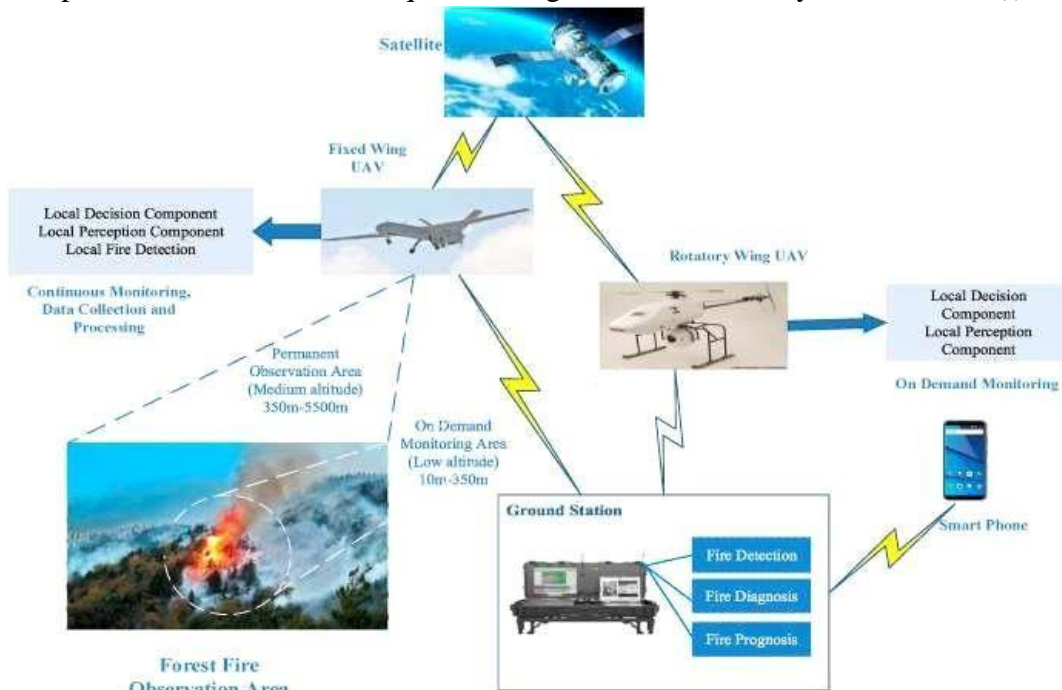 Satellite
Fixed Wing
UAV
Local Decision Component
Local Perception Component
Local Fire Detection
Continuous Monitoring,
Data Collection and
Processing
Rotatory Wing UAV
Local Decision
Component
Local Perception
Component
On Demand Monitoring
Permanent
Observation Area
(Medium altitude)
350m-5500m
On Demand
Monitoring Area
(Low altitude)
10m-350m
Smart Phone
Ground Station
Fire Detection
Fire Diagnosis
Fire Prognosis
Forest Fire
Observation Area